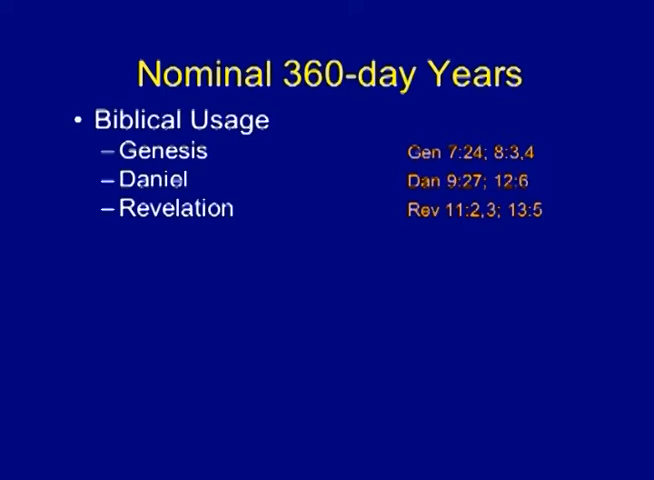 Nominal 360-day Years
• Biblical Usage
– Genesis Gen 7:24; 8:3,4
– Daniel Dan 9:27; 12:6
– Revelation Rev 11:2,3; 13:5